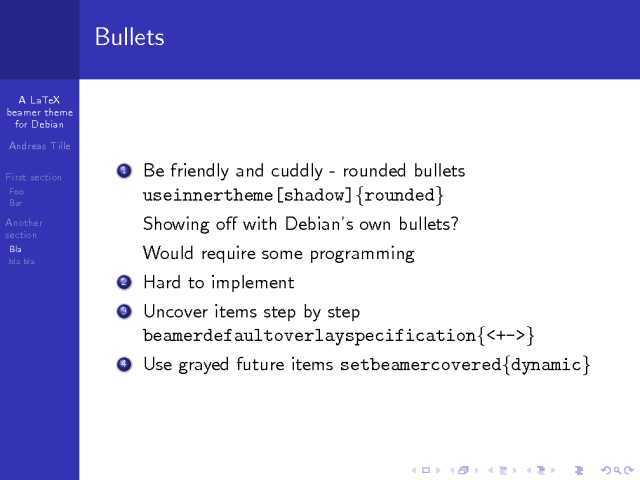 Bullets
A LaTeX
beamer theme
for Debian
Andreas Tille
First section
Foo
Bar
Another
section
Bla
bla bla
1 Be friendly and cuddly - rounded bullets
useinnertheme[shadow]{rounded}
Showing off with Debian's own bullets?
Would require some programming
2 Hard to implement
3 Uncover items step by step
beamerdefaultoverlayspecification{<+->}
4 Use grayed future items setbeamercovered{dynamic}